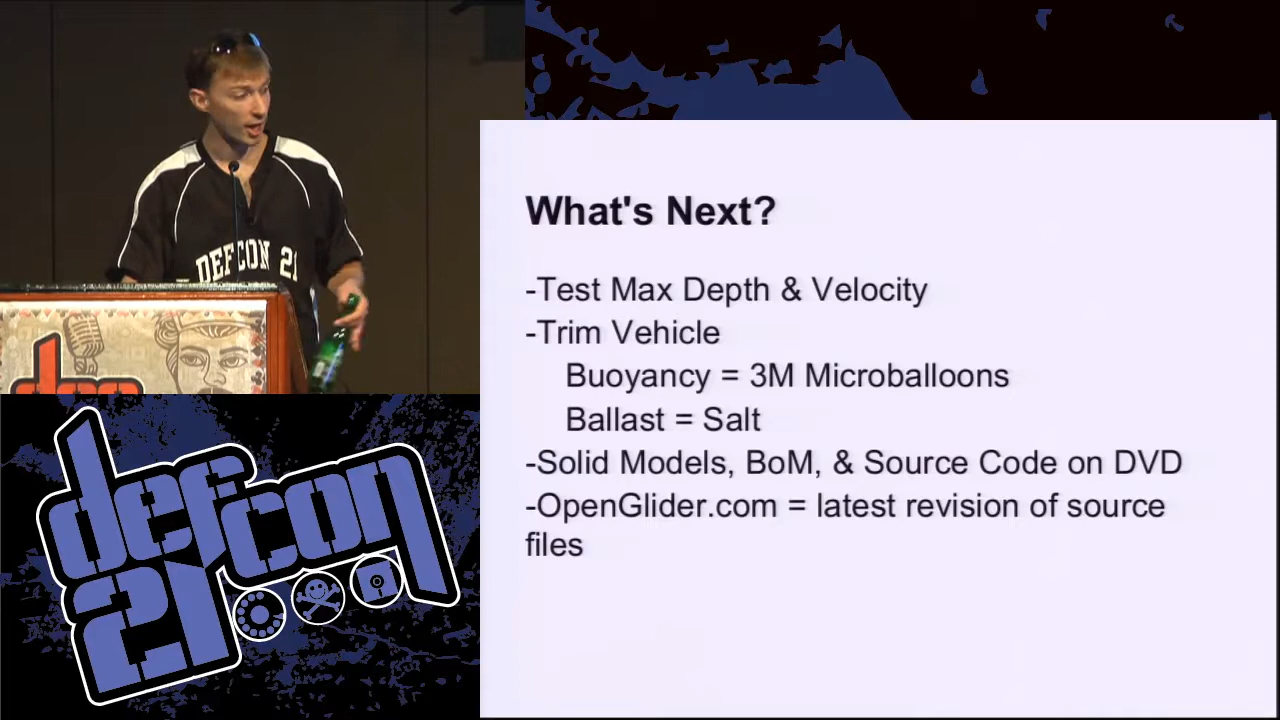 DEFCON 21
def
What's Next?
-Test Max Depth & Velocity
-Trim Vehicle
Buoyancy = 3M Microballoons
Ballast = Salt
-Solid Models, BoM, & Source Code on DVD
-OpenGlider.com = latest revision of source
files
defcon
21